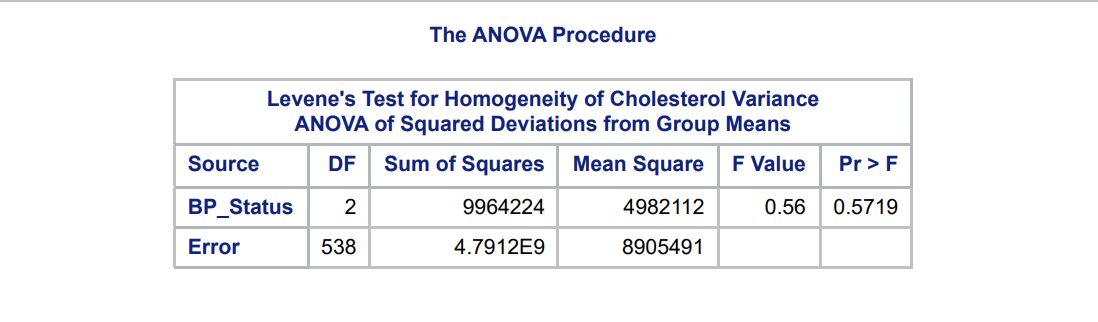 The ANOVA Procedure
Levene's Test for Homogeneity of Cholesterol Variance
ANOVA of Squared Deviations from Group Means
Source DF Sum of Squares Mean Square F Value Pr > F
BP_Status 2 9964224 4982112 0.56 0.5719
Error 538 4.7912E9 8905491